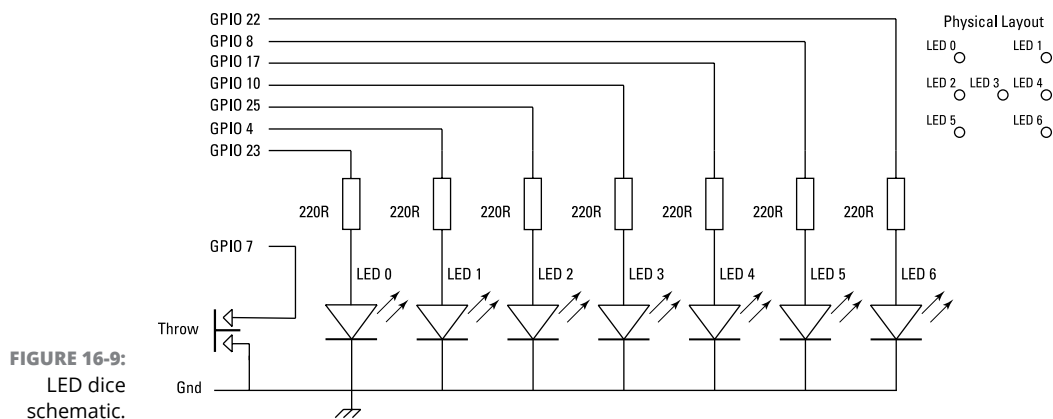 GPIO 22
GPIO 8
GPIO 17
GPIO 10
GPIO 25
GPIO 4
GPIO 23
Physical Layout
LED 0 LED 1
LED 2 LED 3 LED 4
LED 5 LED 6
220R 220R 220R 220R 220R 220R 220R
GPIO 7
LED 0 LED 1 LED 2 LED 3 LED 4 LED 5 LED 6
Throw
Gnd
FIGURE 16-9:
LED dice
schematic.